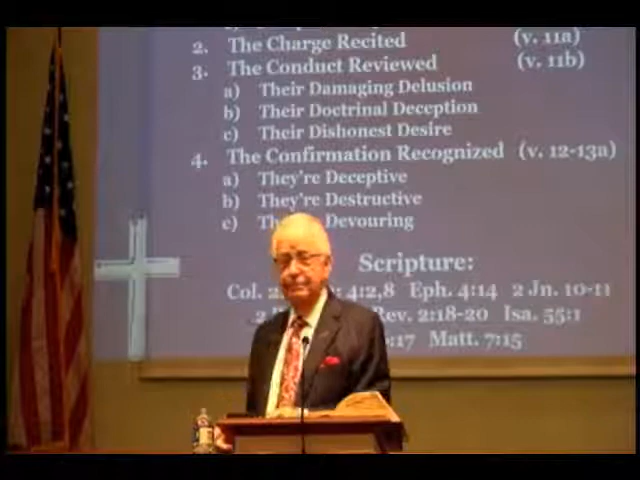 2. The Charge Recited (v. 11a)
3. The Conduct Reviewed (v. 11b)
a) Their Damaging Delusion
b) Their Doctrinal Deception
c) Their Dishonest Desire
4. The Confirmation Recognized (v. 12-13a)
a) They're Deceptive
b) They're Destructive
c) Devouring
Scripture:
Col. 4:2,8 Eph. 4:14 2 Jn. 10-11
Rev. 2:18-20 Isa. 55:1
Matt. 7:15